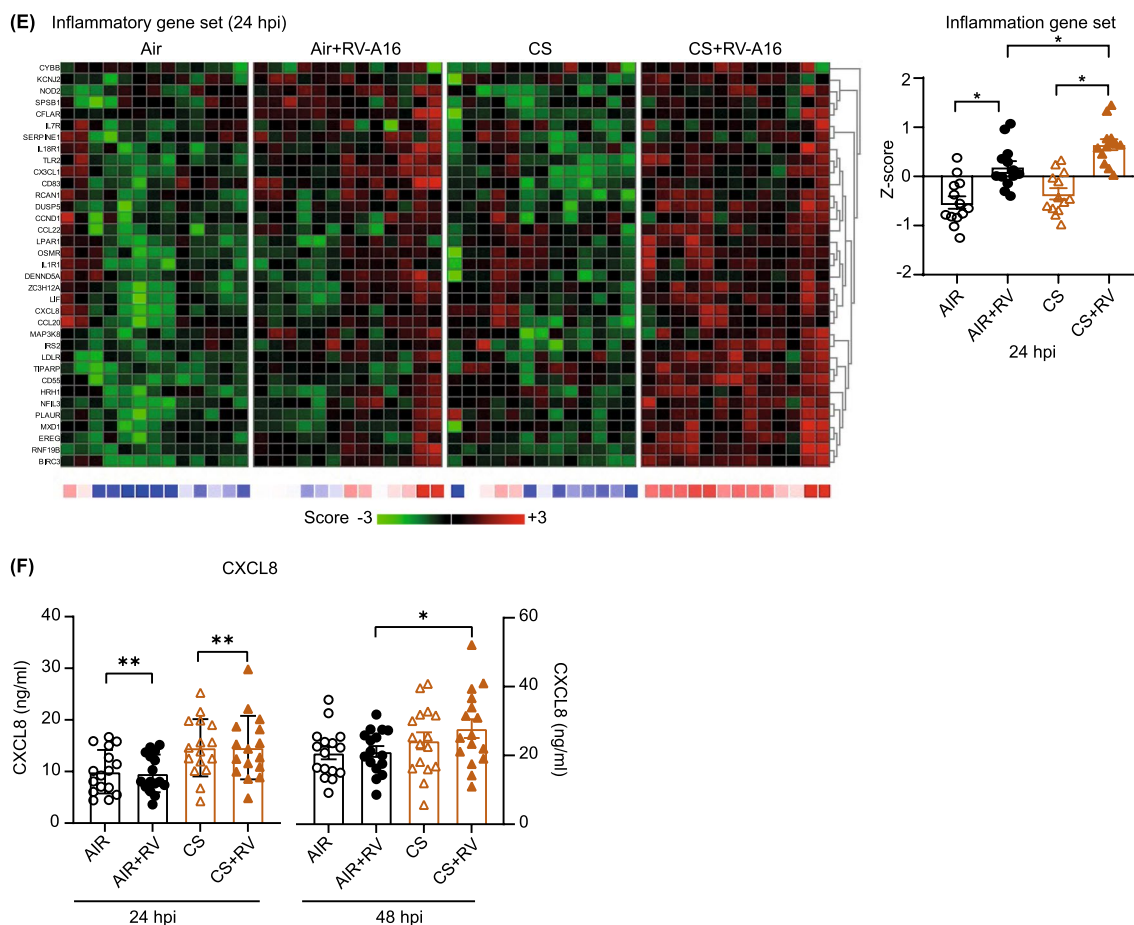 (E) Inflammatory gene set (24 hpi)
Air Air+RV-A16 CS CS+RV-A16
CYBB
KCNJ2
NOD2
SPSB1
CFLAR
IL7R
SERPINE1
IL18R1
TLR2
CX3CL1
CD83
RCAN1
DUSP5
CCND1
CCL22
LPAR1
OSMR
IL1R1
DENND5A
ZC3H12A
LIF
CXCL8
CCL20
MAP3K8
IRS2
LDLR
TIPARP
CD55
HRH1
NFIL3
PLAUR
MXD1
EREG
RNF19B
BIRC3
Score -3 +3
Inflammation gene set
*
* *
2
1
0
-1
-2
Z-score
AIR AIR+RV CS CS+RV
24 hpi
(F) CXCL8
40
30
20
10
0
CXCL8 (ng/ml)
** **
AIR AIR+RV CS CS+RV
24 hpi
*
60
40
20
0
CXCL8 (ng/ml)
AIR AIR+RV CS CS+RV
48 hpi